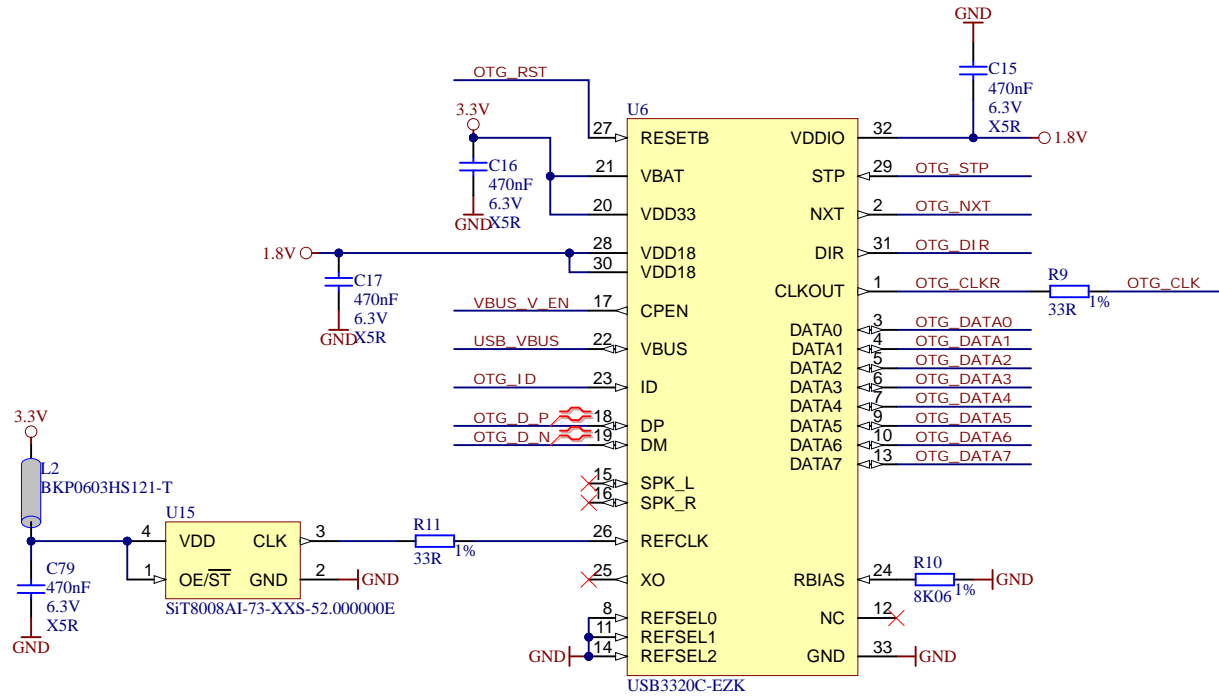 GND
C15
470nF
6.3V
X5R
1.8V
OTG_RST
3.3V
C16
470nF
6.3V
X5R
GND
1.8V
C17
470nF
6.3V
X5R
GND
VBUS_V_EN
USB_VBUS
OTG_ID
OTG_D_P
OTG_D_N
U6
27 RESETB
21 VBAT
20 VDD33
28 VDD18
30 VDD18
17 CPEN
22 VBUS
23 ID
18 DP
19 DM
15 SPK_L
16 SPK_R
26 REFCLK
25 XO
8 REFSEL0
11 REFSEL1
14 REFSEL2
GND
VDDIO 32
STP 29 OTG_STP
NXT 2 OTG_NXT
DIR 31 OTG_DIR
CLKOUT 1 OTG_CLKR
R9
33R 1%
OTG_CLK
DATA0 3 OTG_DATA0
DATA1 4 OTG_DATA1
DATA2 5 OTG_DATA2
DATA3 6 OTG_DATA3
DATA4 7 OTG_DATA4
DATA5 9 OTG_DATA5
DATA6 10 OTG_DATA6
DATA7 13 OTG_DATA7
RBIAS 24
R10
8K06 1%
GND
NC 12
GND 33 GND
USB3320C-EZK
3.3V
L2
BKP0603HS121-T
U15
4 VDD CLK 3
1 OE/ST GND 2 GND
SiT8008AI-73-XXS-52.000000E
R11
33R 1%
C79
470nF
6.3V
X5R
GND